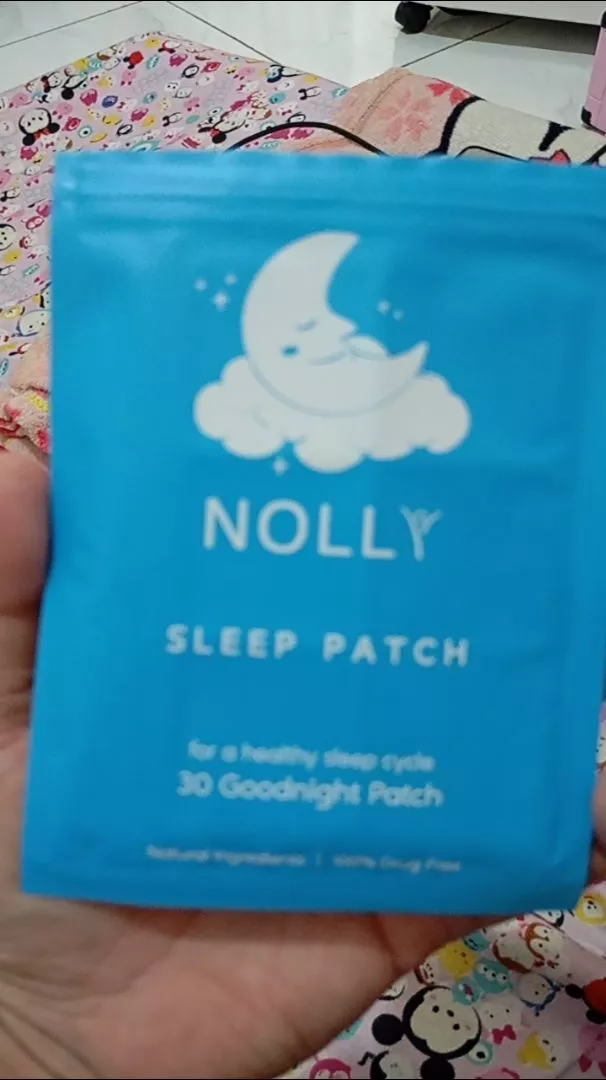 NOLLY
SLEEP PATCH
for a healthy sleep cycle
30 Goodnight Patch
Natural Ingredients | 100% Drug Free